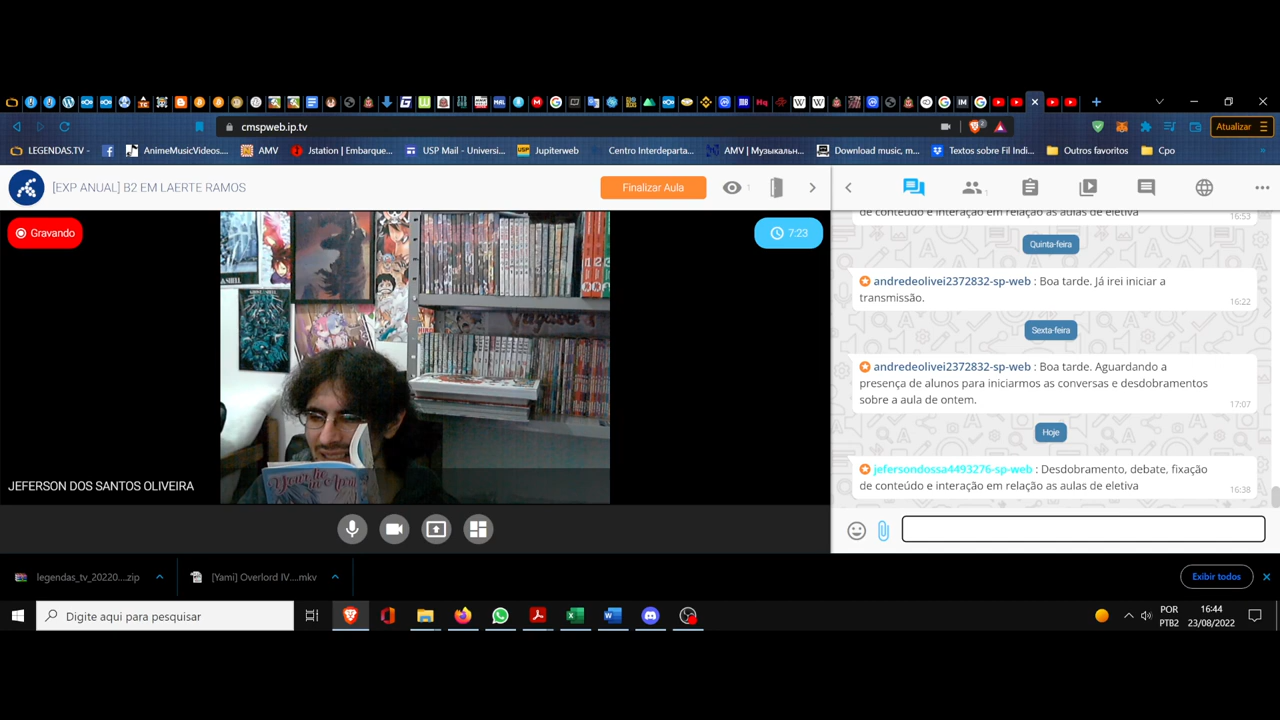 cmspweb.ip.tv
2
Atualizar
LEGENDAS.TV -
AnimeMusicVideos...
AMV
Jstation | Embarque...
USP Mail - Universi...
Jupiterweb
Centro Interdeparta...
AMV | Музыкальн...
Download music, m...
Textos sobre Fil Indi...
Outros favoritos
Cpo
[EXP ANUAL] B2 EM LAERTE RAMOS
Finalizar Aula
1
1
Gravando
7:23
JEFERSON DOS SANTOS OLIVEIRA
de conteúdo e interação em relação as aulas de eletiva
16:53
Quinta-feira
andredeolivei2372832-sp-web : Boa tarde. Já irei iniciar a
transmissão.
16:22
Sexta-feira
andredeolivei2372832-sp-web : Boa tarde. Aguardando a
presença de alunos para iniciarmos as conversas e desdobramentos
sobre a aula de ontem.
17:07
Hoje
jefersondossa4493276-sp-web : Desdobramento, debate, fixação
de conteúdo e interação em relação as aulas de eletiva
16:38
legendas_tv_20220....zip
[Yami] Overlord IV....mkv
Exibir todos
Digite aqui para pesquisar
POR
PTB2
16:44
23/08/2022